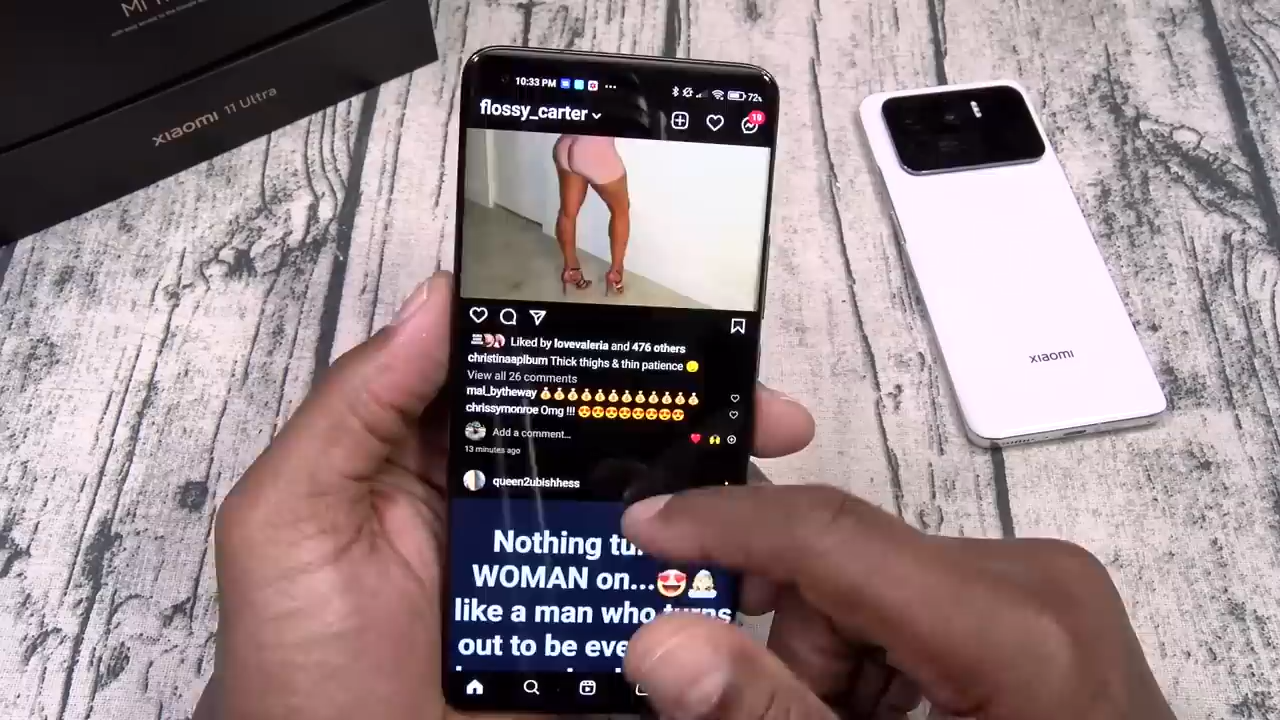 xiaomi 11 Ultra
10:33 PM
72%
flossy_carter
19
Liked by lovevaleria and 476 others
christinaaplbum Thick thighs & thin patience
View all 26 comments
mal_bytheway 💰💰💰💰💰💰💰💰💰💰💰💰
chrissymonroe Omg !!! 😍😍😍😍😍😍😍😍
Add a comment...
13 minutes ago
queen2ubishhess
Nothing
WOMAN on...😍
like a man who turns
out to be
xiaomi